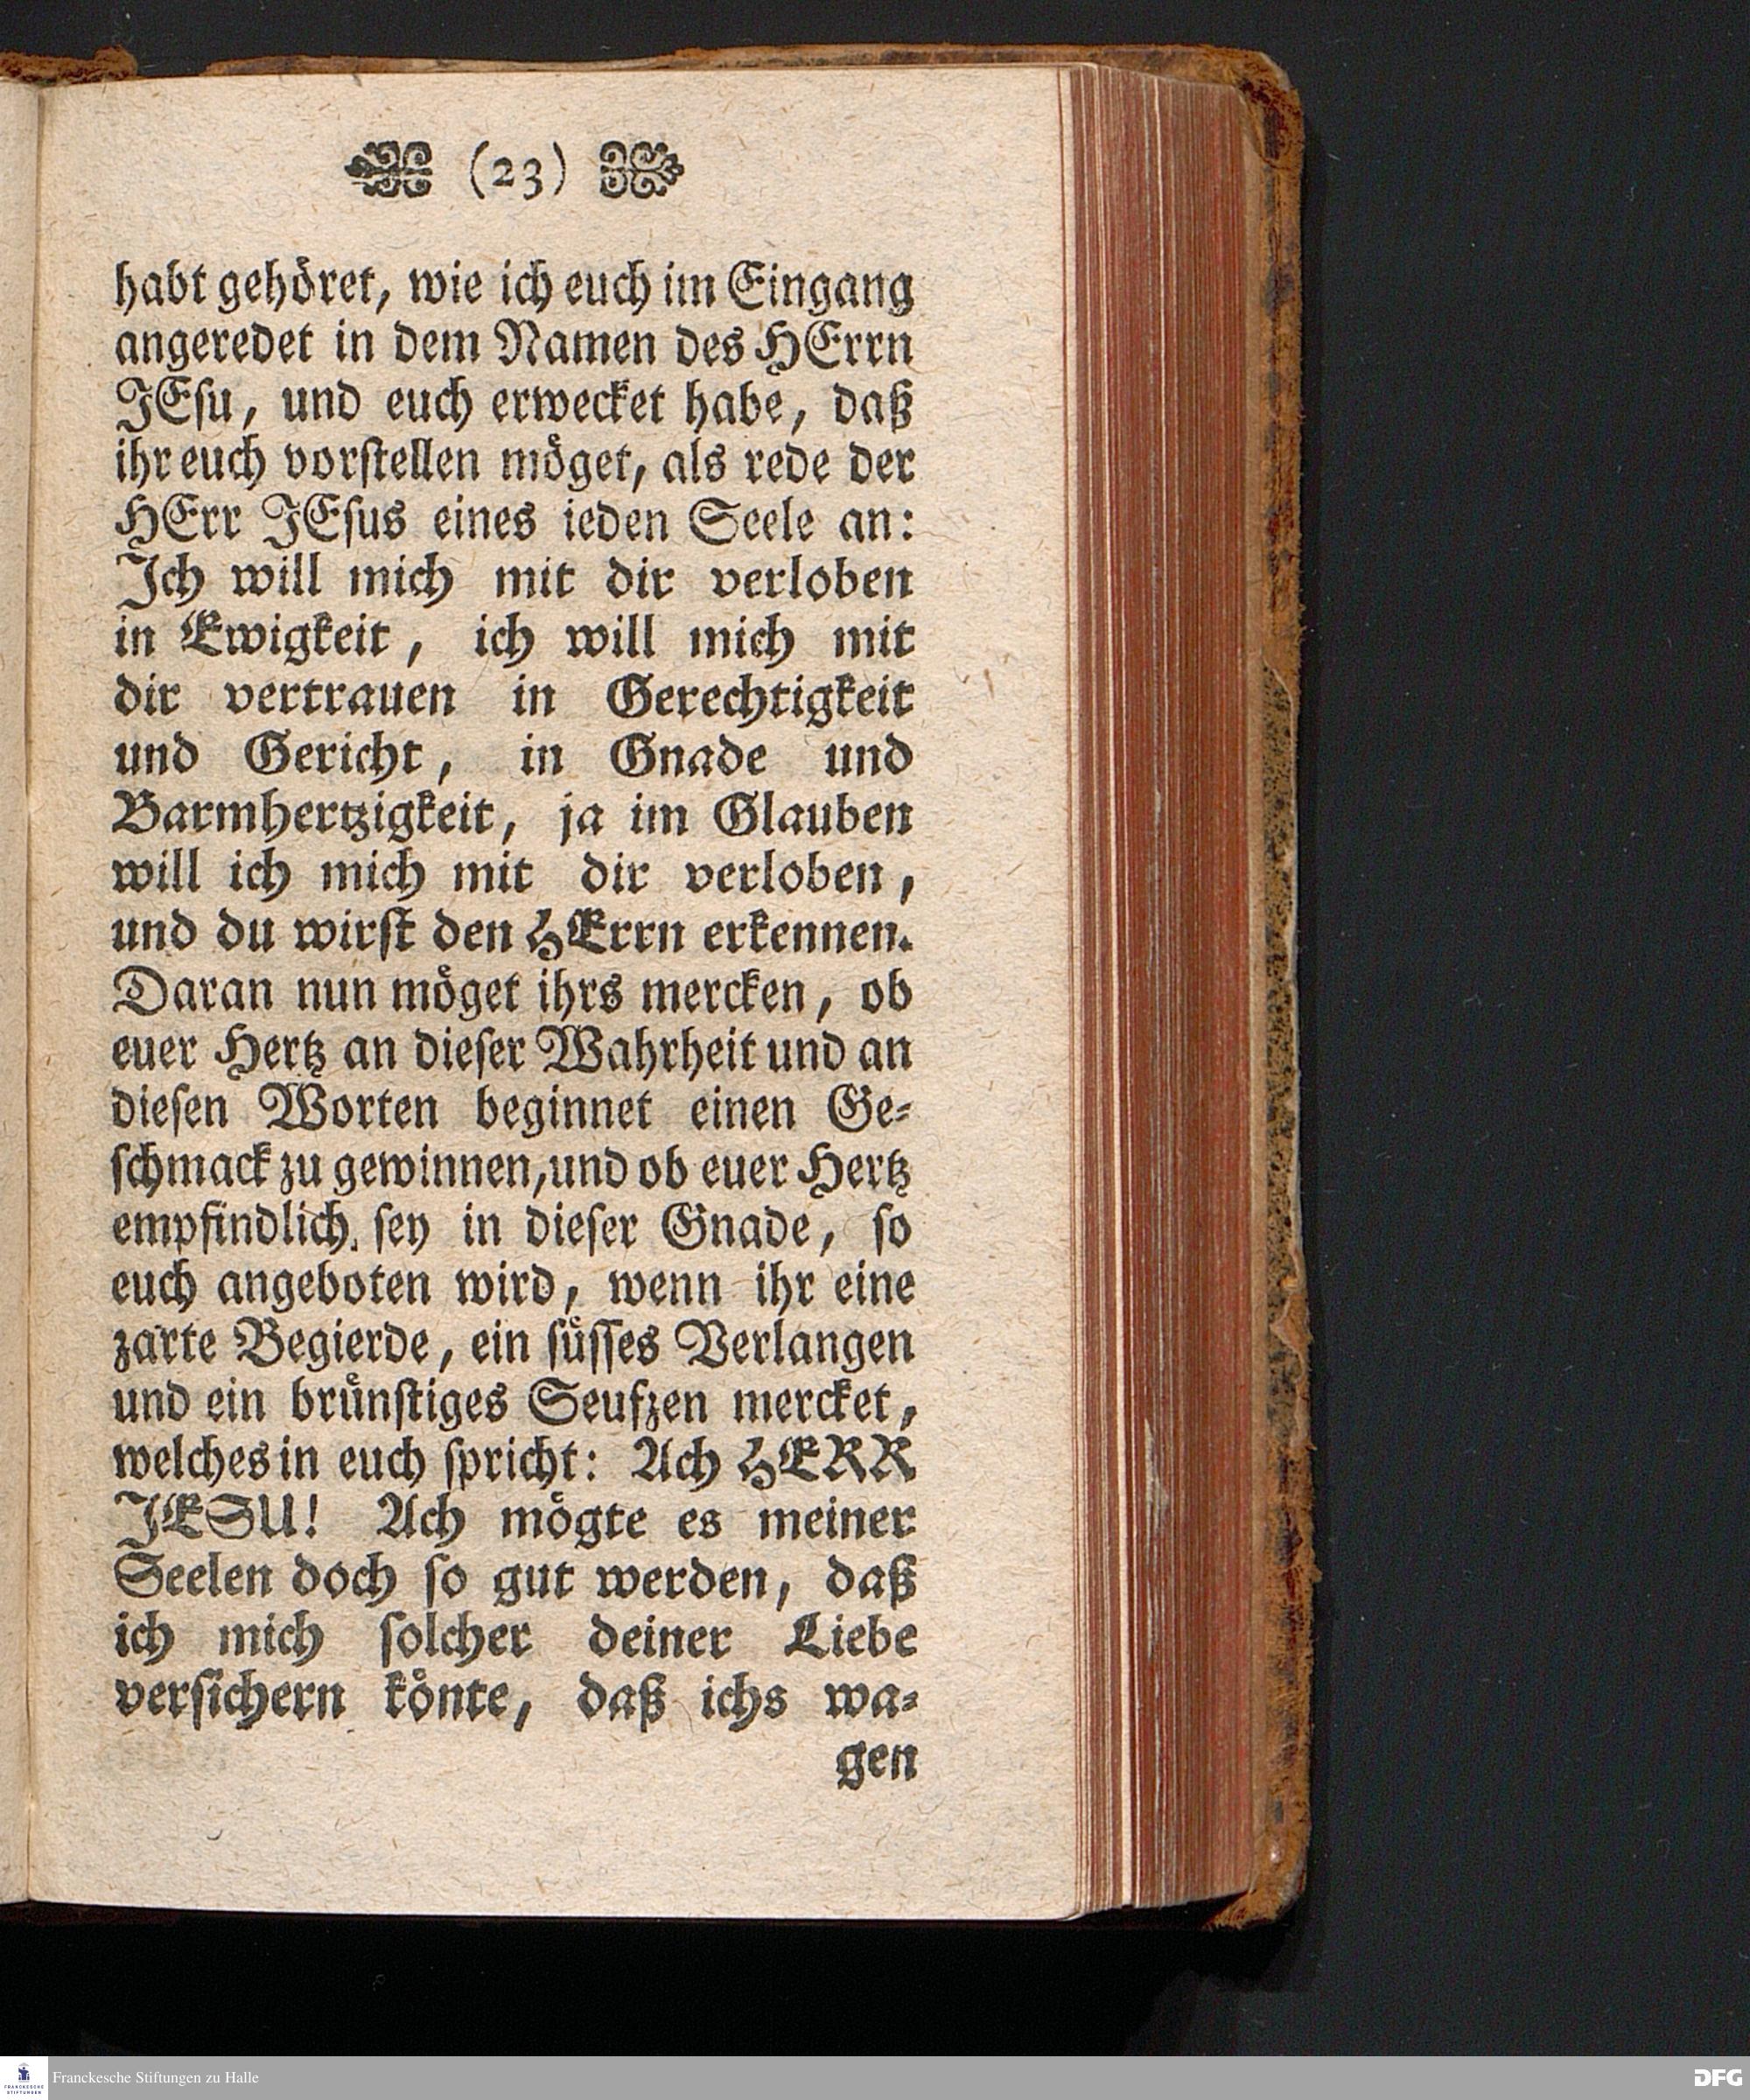 (23)
habt gehöret, wie ich euch im Eingang
angeredet in dem Namen des HErrn
JEſu, und euch erwecket habe, daß
ihr euch vorſtellen möget, als rede der
HErr JEſus eines ieden Seele an:
Ich will mich mit dir verloben
in Ewigkeit, ich will mich mit
dir vertrauen in Gerechtigkeit
und Gericht, in Gnade und
Barmhertzigkeit, ja im Glauben
will ich mich mit dir verloben,
und du wirſt den HErrn erkennen.
Daran nun möget ihrs mercken, ob
euer Hertz an dieſer Wahrheit und an
dieſen Worten beginnet einen Ge-
ſchmack zu gewinnen, und ob euer Hertz
empfindlich ſey in dieſer Gnade, ſo
euch angeboten wird, wenn ihr eine
zarte Begierde, ein ſüſſes Verlangen
und ein brünſtiges Seufzen mercket,
welches in euch ſpricht: Ach HERR
JESU! Ach mögte es meiner
Seelen doch ſo gut werden, daß
ich mich ſolcher deiner Liebe
verſichern könte, daß ichs wa-
gen
FRANCKESCHE STIFTUNGEN
Franckesche Stiftungen zu Halle
DFG